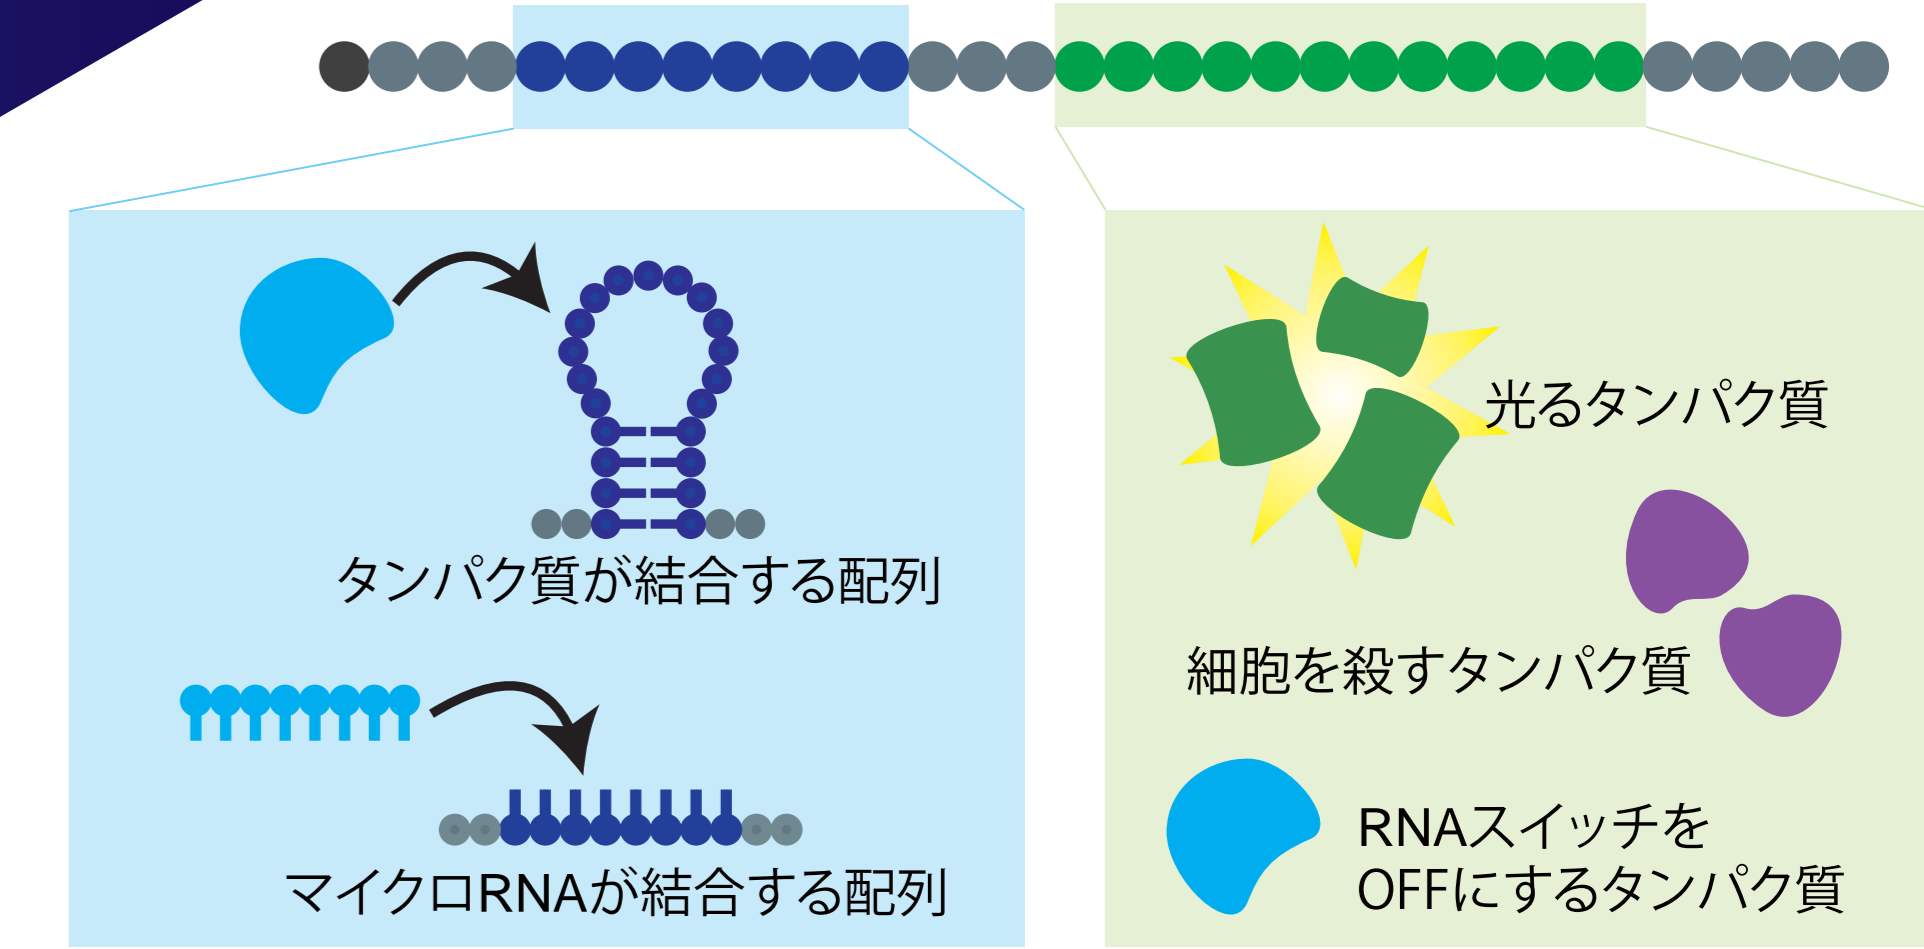 タンパク質が結合する配列
マイクロRNAが結合する配列
光るタンパク質
細胞を殺すタンパク質
RNAスイッチを
OFFにするタンパク質